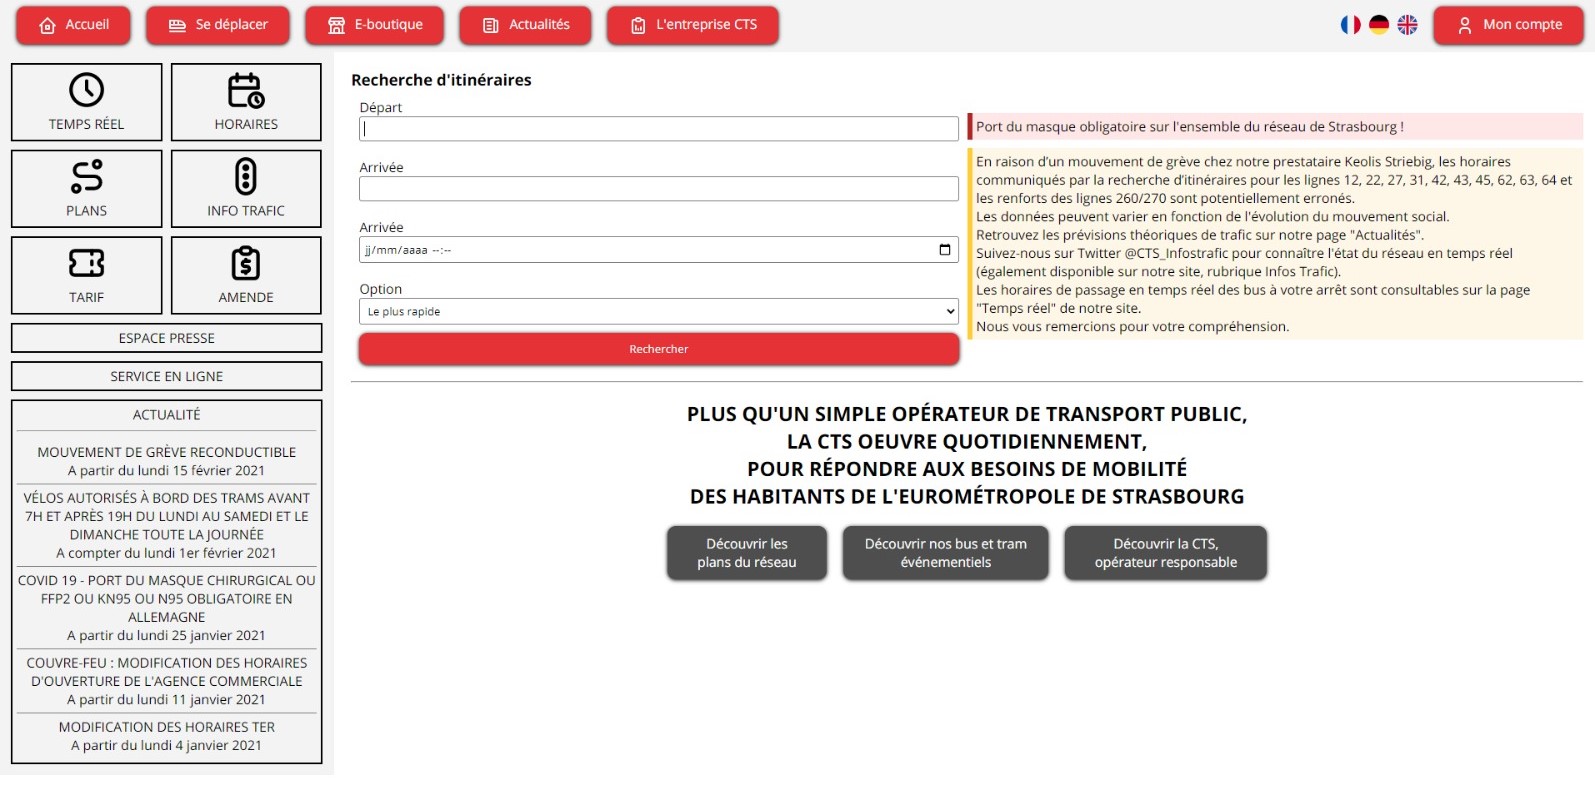 Accueil
Se déplacer
E-boutique
Actualités
L'entreprise CTS
Mon compte
TEMPS RÉEL
HORAIRES
PLANS
INFO TRAFIC
TARIF
AMENDE
ESPACE PRESSE
SERVICE EN LIGNE
ACTUALITÉ
MOUVEMENT DE GRÈVE RECONDUCTIBLE
A partir du lundi 15 février 2021
VÉLOS AUTORISÉS À BORD DES TRAMS AVANT
7H ET APRÈS 19H DU LUNDI AU SAMEDI ET LE
DIMANCHE TOUTE LA JOURNÉE
A compter du lundi 1er février 2021
COVID 19 - PORT DU MASQUE CHIRURGICAL OU
FFP2 OU KN95 OU N95 OBLIGATOIRE EN
ALLEMAGNE
A partir du lundi 25 janvier 2021
COUVRE-FEU : MODIFICATION DES HORAIRES
D'OUVERTURE DE L'AGENCE COMMERCIALE
A partir du lundi 11 janvier 2021
MODIFICATION DES HORAIRES TER
A partir du lundi 4 janvier 2021
Recherche d'itinéraires
Départ
Arrivée
Arrivée
jj/mm/aaaa --:--
Option
Le plus rapide
Rechercher
Port du masque obligatoire sur l'ensemble du réseau de Strasbourg !
En raison d’un mouvement de grève chez notre prestataire Keolis Striebig, les horaires
communiqués par la recherche d’itinéraires pour les lignes 12, 22, 27, 31, 42, 43, 45, 62, 63, 64 et
les renforts des lignes 260/270 sont potentiellement erronés.
Les données peuvent varier en fonction de l'évolution du mouvement social.
Retrouvez les prévisions théoriques de trafic sur notre page "Actualités".
Suivez-nous sur Twitter @CTS_Infostrafic pour connaître l'état du réseau en temps réel
(également disponible sur notre site, rubrique Infos Trafic).
Les horaires de passage en temps réel des bus à votre arrêt sont consultables sur la page
"Temps réel" de notre site.
Nous vous remercions pour votre compréhension.
PLUS QU'UN SIMPLE OPÉRATEUR DE TRANSPORT PUBLIC,
LA CTS OEUVRE QUOTIDIENNEMENT,
POUR RÉPONDRE AUX BESOINS DE MOBILITÉ
DES HABITANTS DE L'EUROMÉTROPOLE DE STRASBOURG
Découvrir les
plans du réseau
Découvrir nos bus et tram
événementiels
Découvrir la CTS,
opérateur responsable